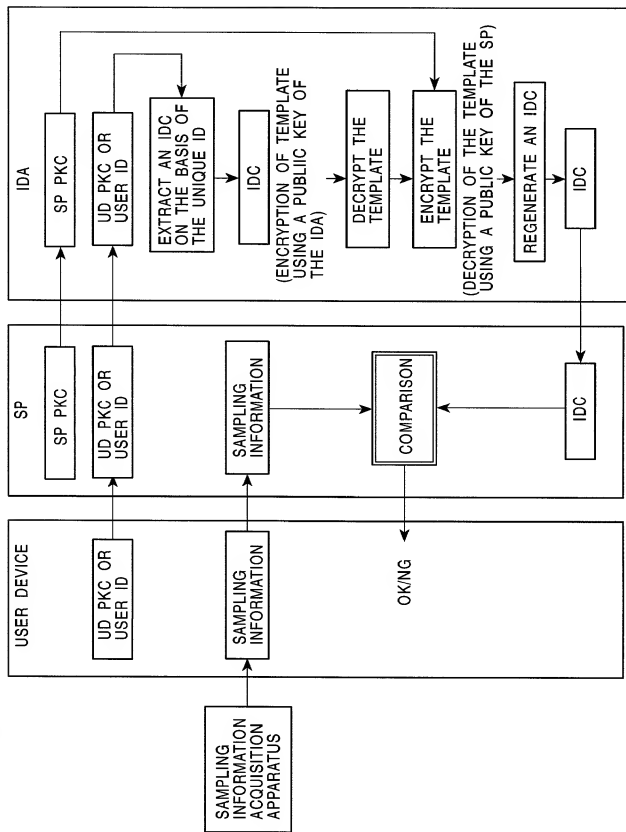 USER DEVICE
SP
IDA
SP PKC
SP PKC
UD PKC OR
USER ID
UD PKC OR
USER ID
UD PKC OR
USER ID
EXTRACT AN IDC
ON THE BASIS OF
THE UNIQUE ID
IDC
(ENCRYPTION OF TEMPLATE
USING A PUBLIIC KEY OF
THE IDA)
SAMPLING
INFORMATION
ACQUISITION
APPARATUS
SAMPLING
INFORMATION
SAMPLING
INFORMATION
DECRYPT THE
TEMPLATE
COMPARISON
OK/NG
ENCRYPT THE
TEMPLATE
(DECRYPTION OF THE TEMPLATE
USING A PUBLIC KEY OF THE SP)
REGENERATE AN IDC
IDC
IDC